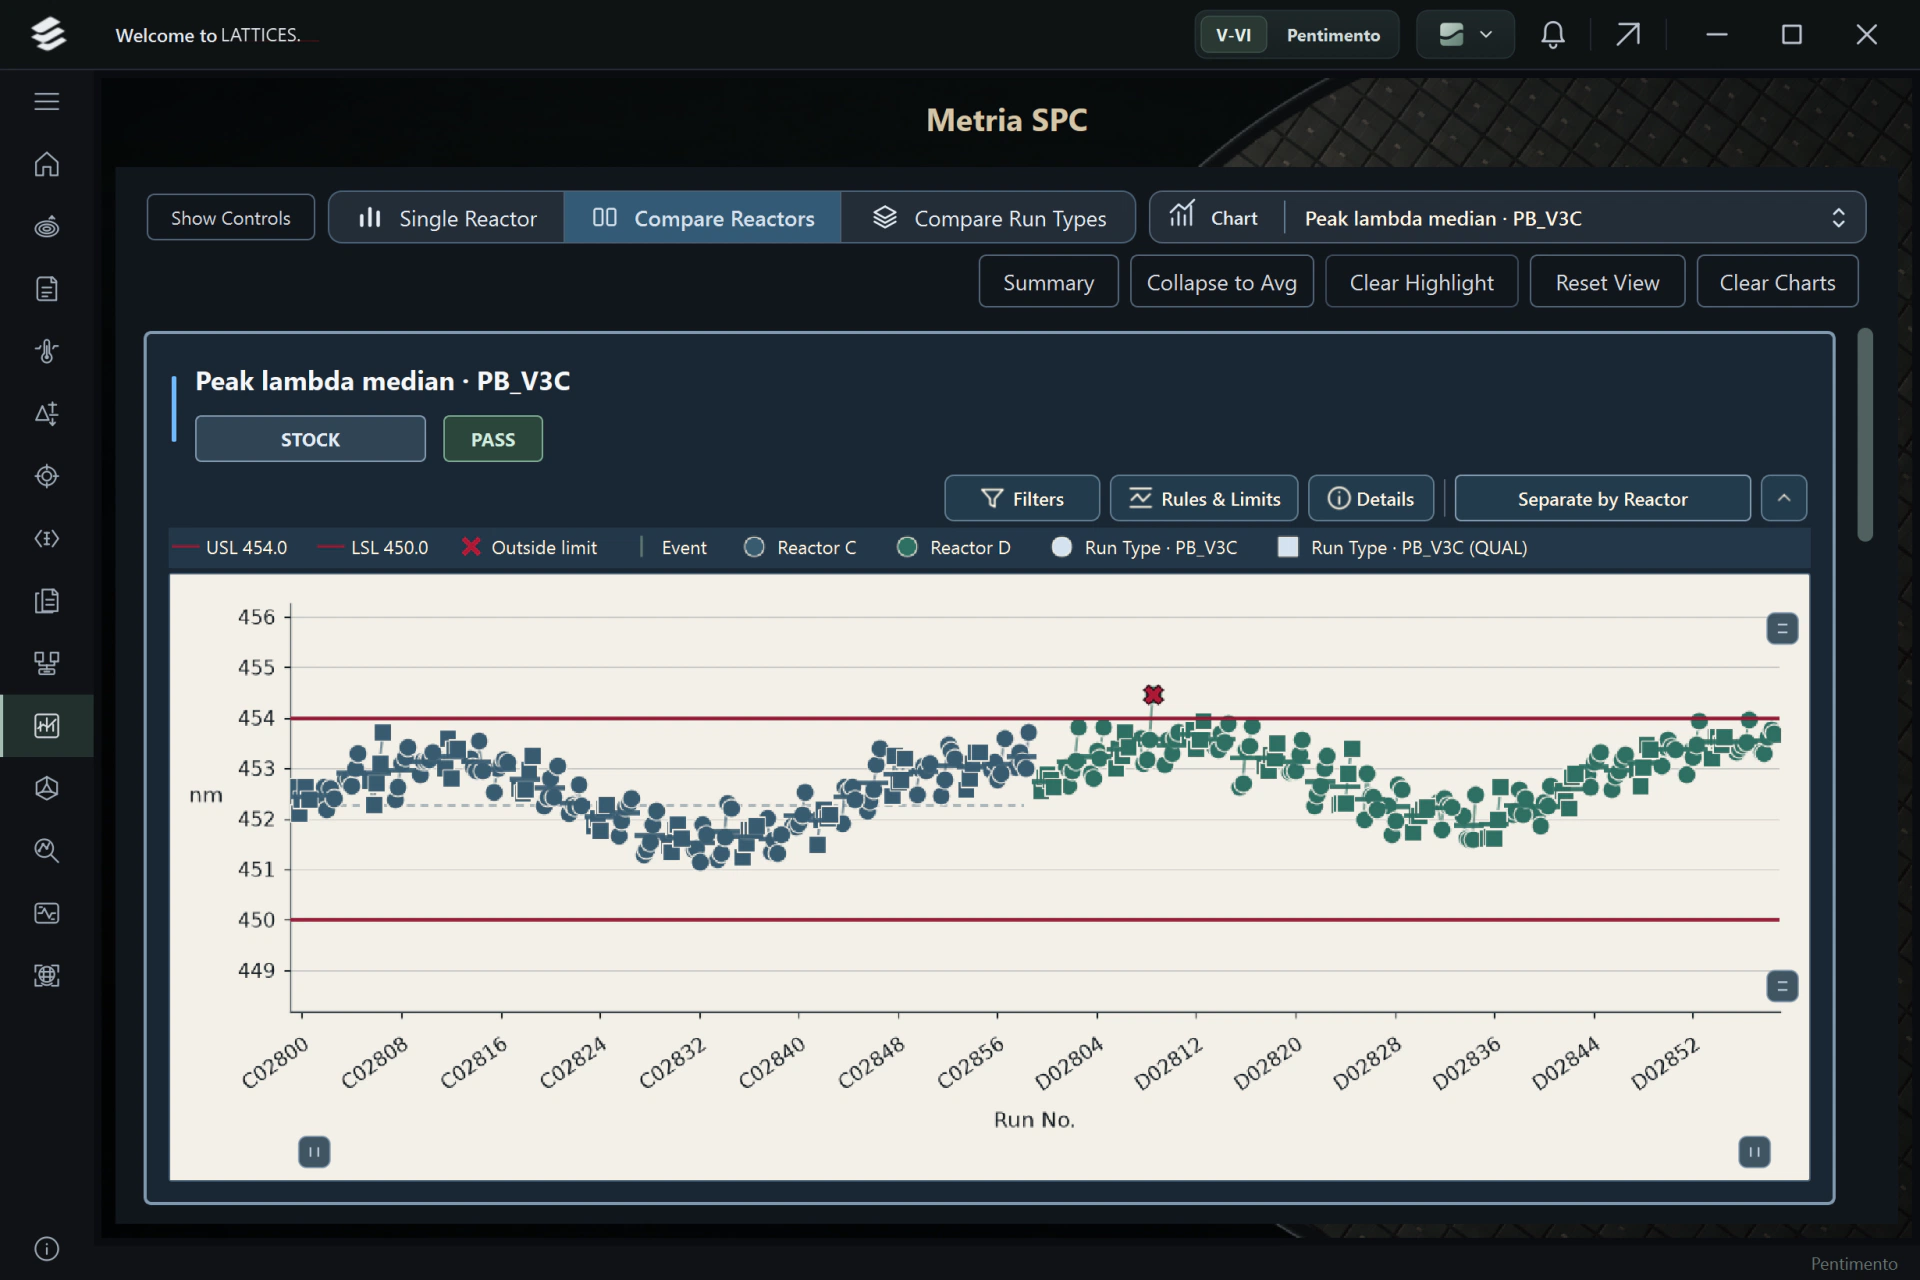 Welcome to LATTICES.
V-VI Pentimento
Metria SPC
Show Controls Single Reactor Compare Reactors Compare Run Types Chart Peak lambda median · PB_V3C
Summary Collapse to Avg Clear Highlight Reset View Clear Charts
Peak lambda median · PB_V3C
STOCK PASS
Filters Rules & Limits Details Separate by Reactor
USL 454.0 LSL 450.0 Outside limit Event Reactor C Reactor D Run Type · PB_V3C Run Type · PB_V3C (QUAL)
456
455
454
453
nm
452
451
450
449
C02800 C02808 C02816 C02824 C02832 C02840 C02848 C02856 D02804 D02812 D02820 D02828 D02836 D02844 D02852
Run No.
Pentimento